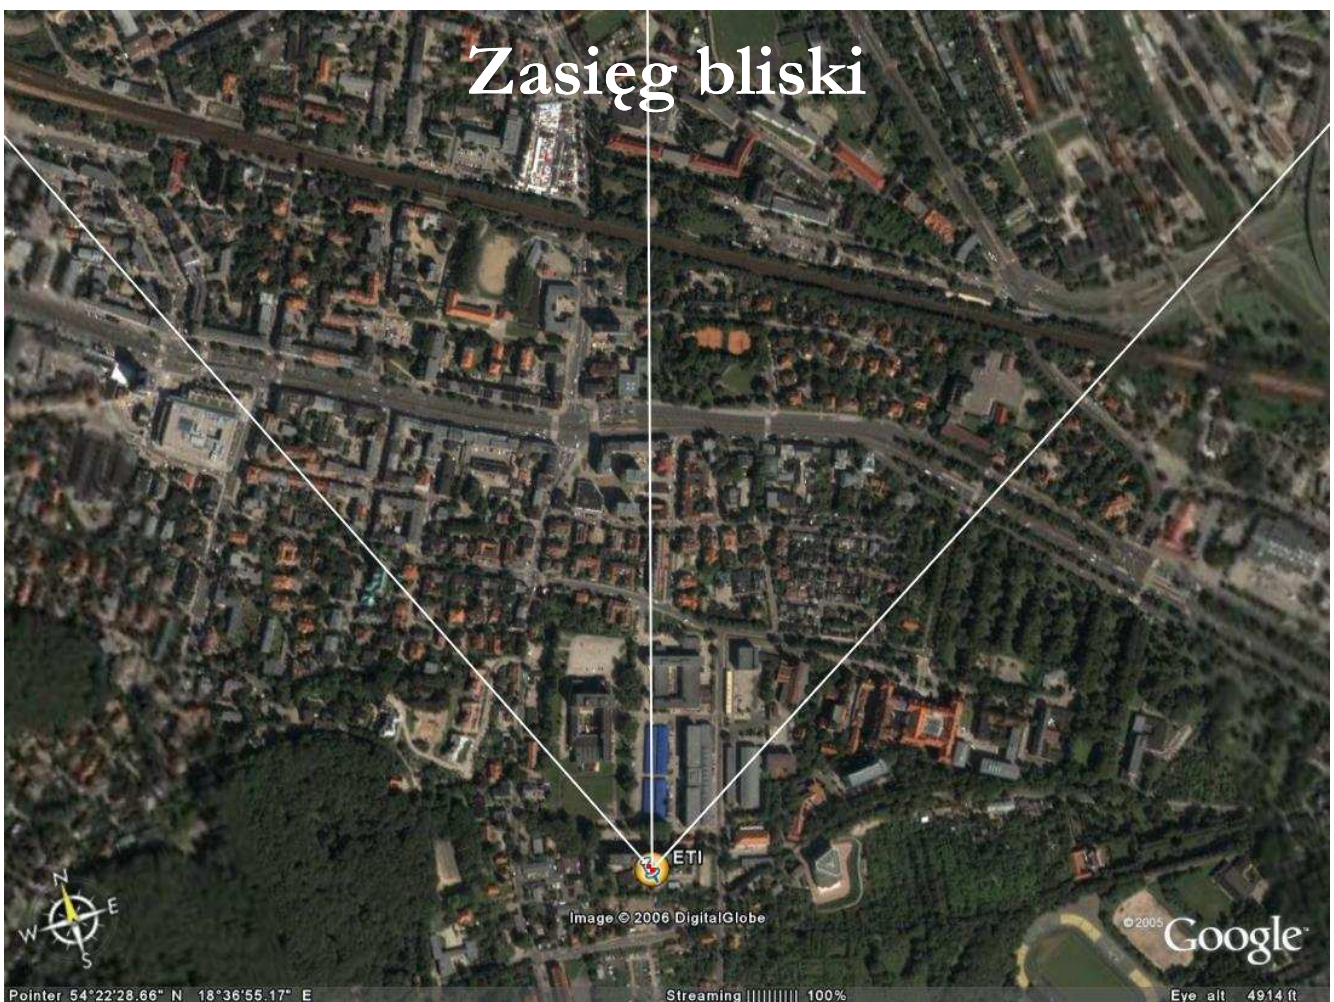 Zasięg bliski
ETI
N
E
W
S
Image © 2006 DigitalGlobe
© 2005 Google™
Pointer 54°22'28.66" N 18°36'55.17" E
Streaming |||||||||| 100%
Eye alt 4914 ft